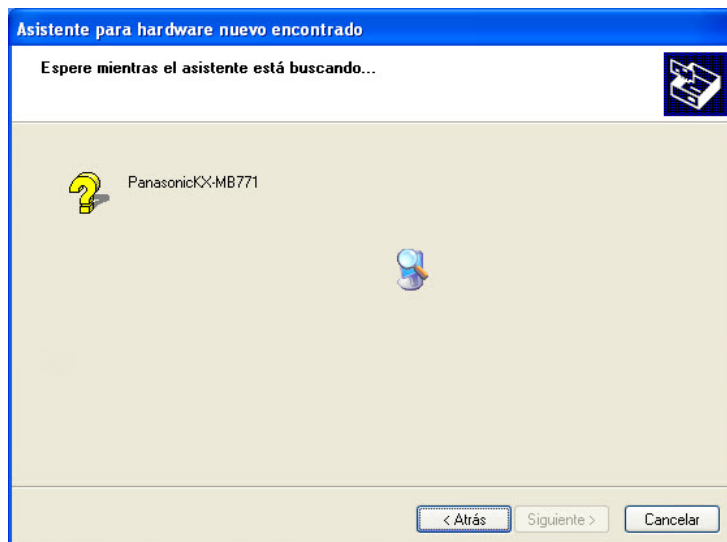 Asistente para hardware nuevo encontrado
Espere mientras el asistente está buscando...
PanasonicKX-MB771
< Atrás
Siguiente >
Cancelar